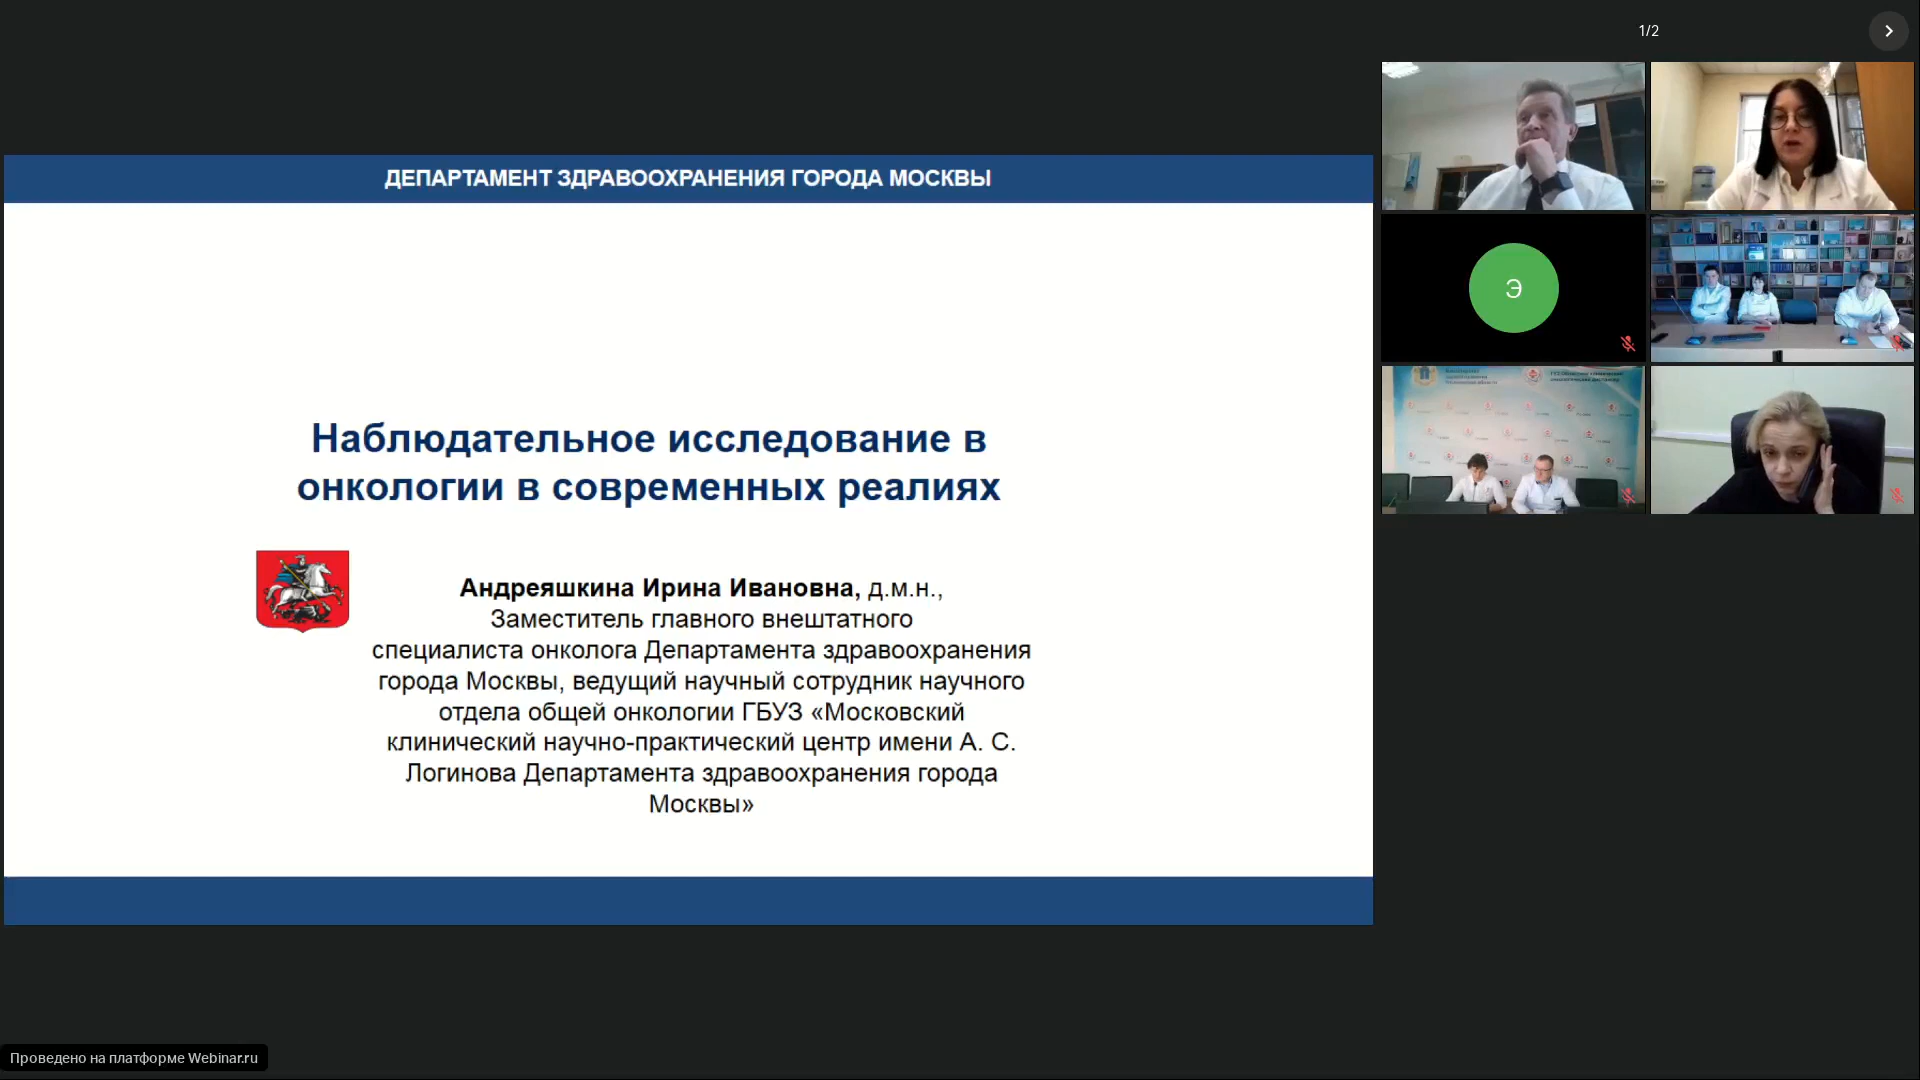 1/2
ДЕПАРТАМЕНТ ЗДРАВООХРАНЕНИЯ ГОРОДА МОСКВЫ
Наблюдательное исследование в
онкологии в современных реалиях
Андреяшкина Ирина Ивановна, д.м.н.,
Заместитель главного внештатного
специалиста онколога Департамента здравоохранения
города Москвы, ведущий научный сотрудник научного
отдела общей онкологии ГБУЗ «Московский
клинический научно-практический центр имени А. С.
Логинова Департамента здравоохранения города
Москвы»
Э
Проведено на платформе Webinar.ru